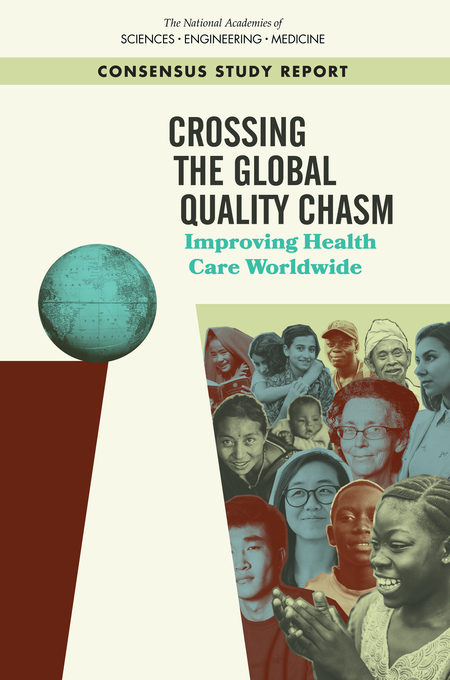 The National Academies of
SCIENCES • ENGINEERING • MEDICINE
CONSENSUS STUDY REPORT
CROSSING
THE GLOBAL
QUALITY CHASM
Improving Health
Care Worldwide